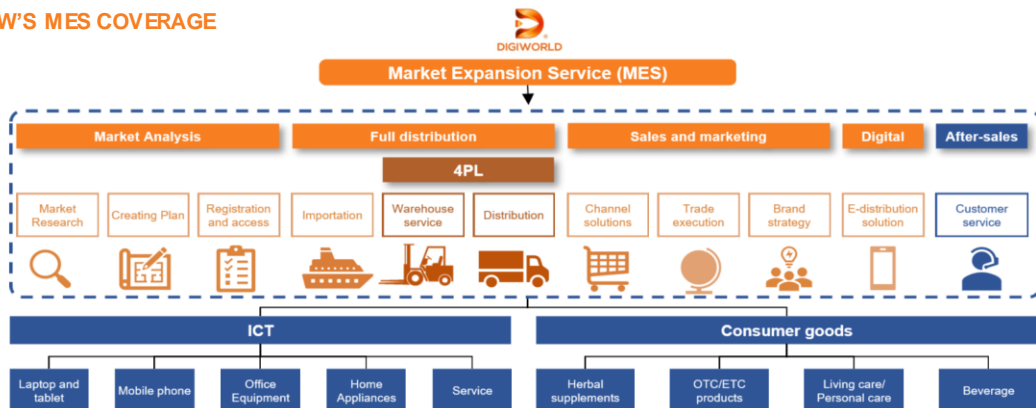 W'S MES COVERAGE
DIGIWORLD
Market Expansion Service (MES)
Market Analysis
Full distribution
Sales and marketing
Digital
After-sales
4PL
Market
Research
Creating Plan
Registration
and access
Importation
Warehouse
service
Distribution
Channel
solutions
Trade
execution
Brand
strategy
E-distribution
solution
Customer
service
ICT
Consumer goods
Laptop and
tablet
Mobile phone
Office
Equipment
Home
Appliances
Service
Herbal
supplements
OTC/ETC
products
Living care/
Personal care
Beverage